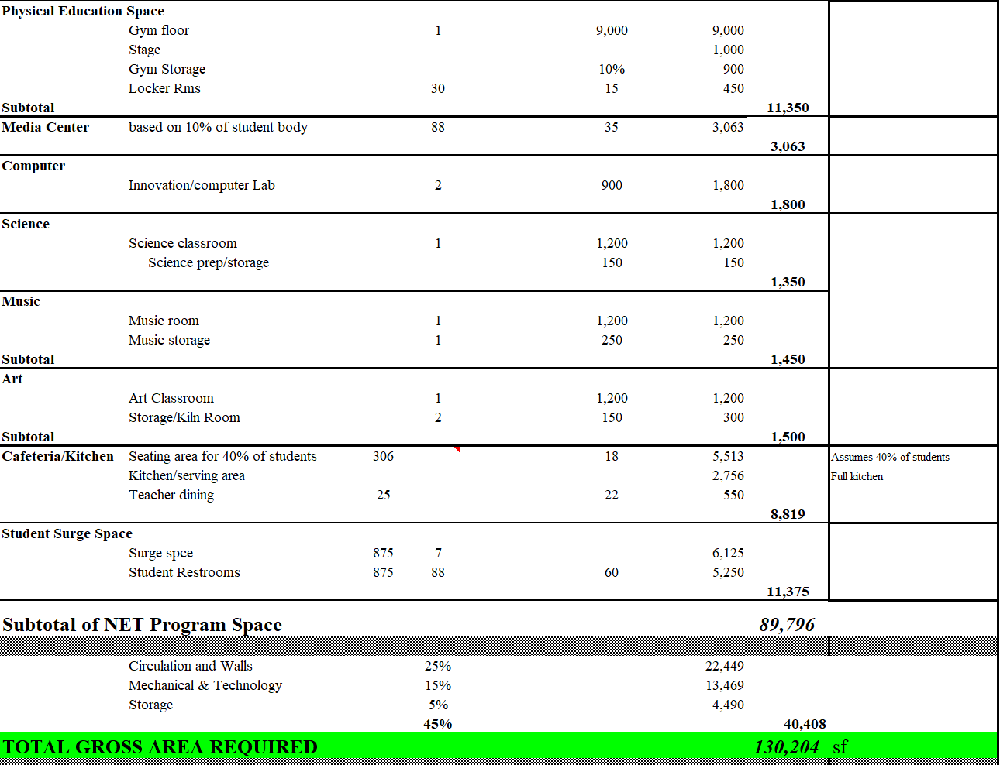 Physical Education Space
Gym floor 1 9,000 9,000
Stage 1,000
Gym Storage 10% 900
Locker Rms 30 15 450
Subtotal 11,350
Media Center based on 10% of student body 88 35 3,063
3,063
Computer
Innovation/computer Lab 2 900 1,800
1,800
Science
Science classroom 1 1,200 1,200
Science prep/storage 150 150
1,350
Music
Music room 1 1,200 1,200
Music storage 1 250 250
Subtotal 1,450
Art
Art Classroom 1 1,200 1,200
Storage/Kiln Room 2 150 300
Subtotal 1,500
Cafeteria/Kitchen Seating area for 40% of students 306 18 5,513 Assumes 40% of students
Kitchen/serving area 2,756 Full kitchen
Teacher dining 25 22 550
8,819
Student Surge Space
Surge spce 875 7 6,125
Student Restrooms 875 88 60 5,250
11,375
Subtotal of NET Program Space 89,796
Circulation and Walls 25% 22,449
Mechanical & Technology 15% 13,469
Storage 5% 4,490
45% 40,408
TOTAL GROSS AREA REQUIRED 130,204 sf